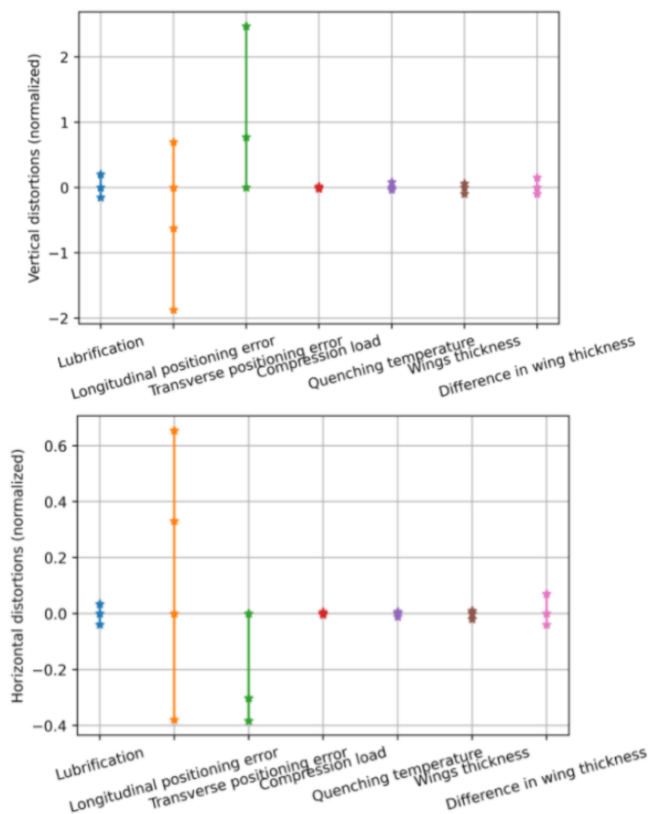 Vertical distortions (normalized)
2
1
0
−1
−2
Lubrification
Longitudinal positioning error
Transverse positioning error
Compression load
Quenching temperature
Wings thickness
Difference in wing thickness
Horizontal distortions (normalized)
0.6
0.4
0.2
0.0
−0.2
−0.4
Lubrification
Longitudinal positioning error
Transverse positioning error
Compression load
Quenching temperature
Wings thickness
Difference in wing thickness